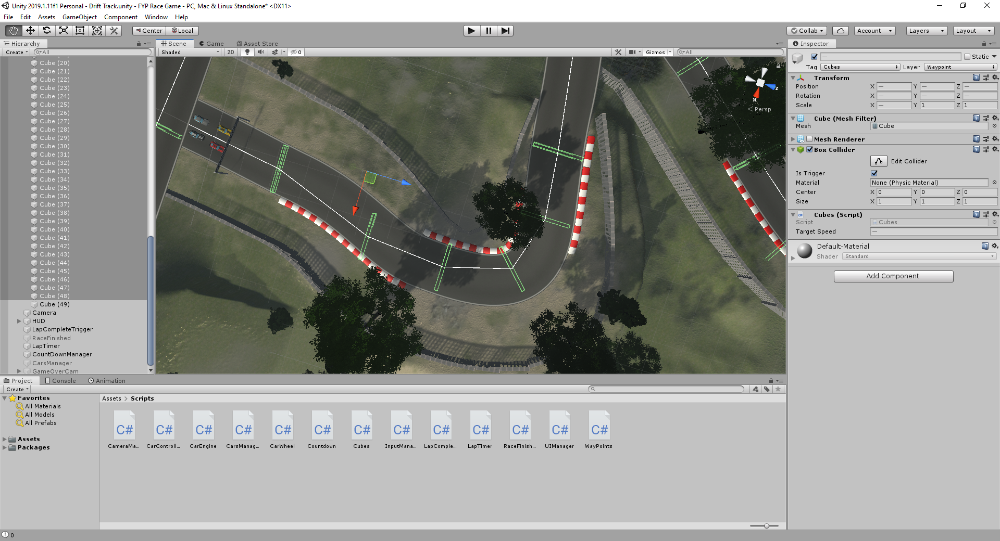 Unity 2019.1.11f1 Personal - Drift Track.unity - FYP Race Game - PC, Mac & Linux Standalone* <DX11>
File Edit Assets GameObject Component Window Help
Center Local
Collab Account Layers Layout
Hierarchy
Create All
Cube (21)
Cube (22)
Cube (23)
Cube (24)
Cube (25)
Cube (26)
Cube (27)
Cube (28)
Cube (29)
Cube (30)
Cube (31)
Cube (32)
Cube (33)
Cube (34)
Cube (35)
Cube (36)
Cube (37)
Cube (38)
Cube (39)
Cube (40)
Cube (41)
Cube (42)
Cube (43)
Cube (44)
Cube (45)
Cube (46)
Cube (47)
Cube (48)
Cube (49)
Camera
HUD
LapCompleteTrigger
RaceFinished
LapTimer
CountDownManager
CarsManager
GameOverCam
Scene Game Asset Store
Shaded 2D 0 Gizmos All
x z
Persp
Inspector
— Static
Tag Cubes Layer Waypoint
Transform
Position X — Y — Z —
Rotation X — Y — Z —
Scale X — Y 1 Z 1
Cube (Mesh Filter)
Mesh Cube
Mesh Renderer
Box Collider
Edit Collider
Is Trigger
Material None (Physic Material)
Center X 0 Y 0 Z 0
Size X 1 Y 1 Z 1
Cubes (Script)
Script Cubes
Target Speed —
Default-Material
Shader Standard
Add Component
Project Console Animation
Create
Favorites
All Materials
All Models
All Prefabs
Assets
Packages
Assets > Scripts
C# C# C# C# C# C# C# C# C# C# C# C# C#
CameraMa... CarControll... CarEngine CarsManag... CarWheel Countdown Cubes InputMana... LapComple... LapTimer RaceFinish... UIManager WayPoints
0